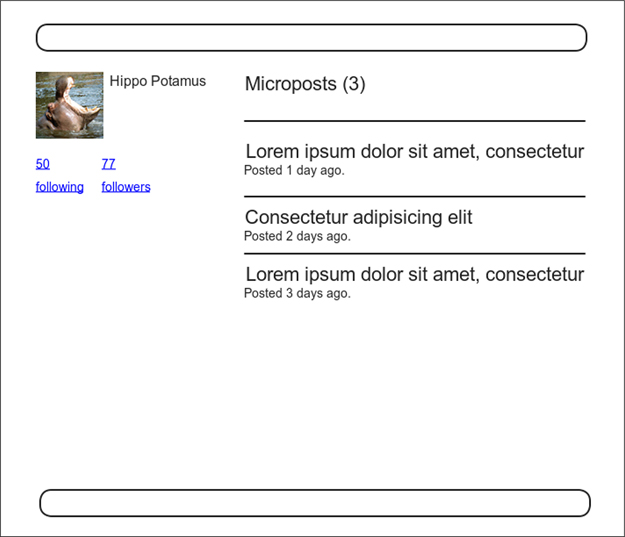 Hippo Potamus
50 77
following followers
Microposts (3)
Lorem ipsum dolor sit amet, consectetur
Posted 1 day ago.
Consectetur adipisicing elit
Posted 2 days ago.
Lorem ipsum dolor sit amet, consectetur
Posted 3 days ago.